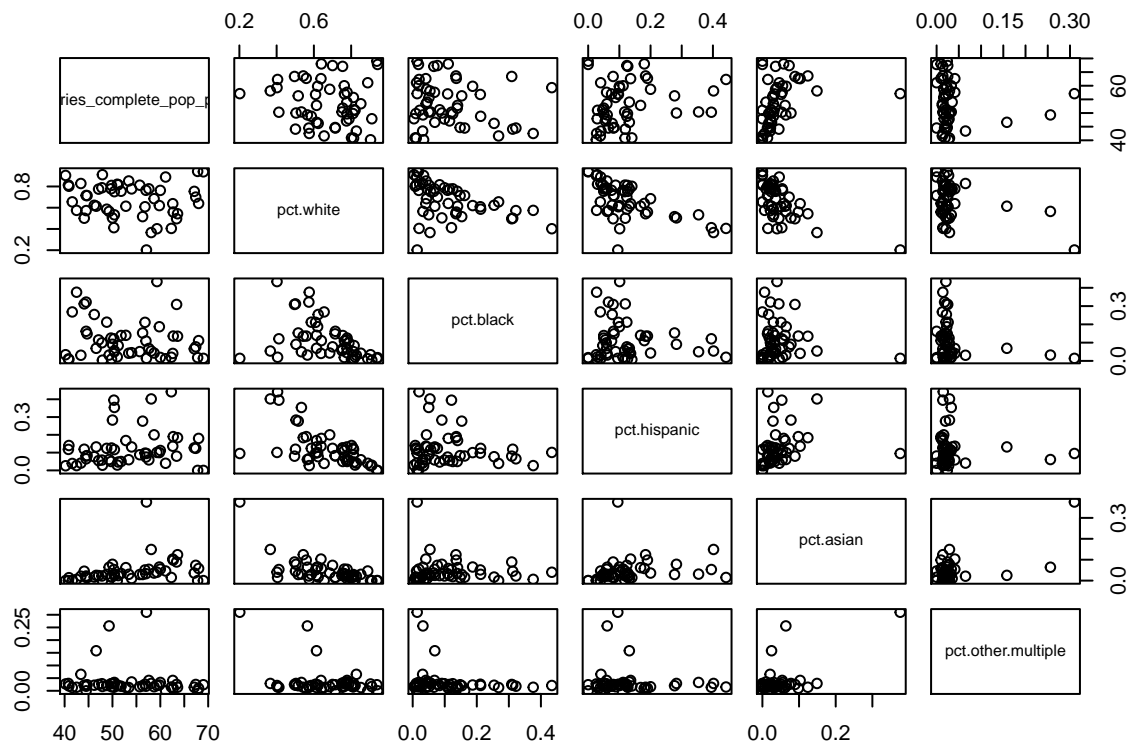 0.2 0.6 0.0 0.2 0.4 0.00 0.15 0.30
ries_complete_pop_p
40 60
0.2 0.8
pct.white
pct.black
0.0 0.3
0.0 0.3
pct.hispanic
pct.asian
0.0 0.3
0.00 0.25
pct.other.multiple
40 50 60 70 0.0 0.2 0.4 0.0 0.2